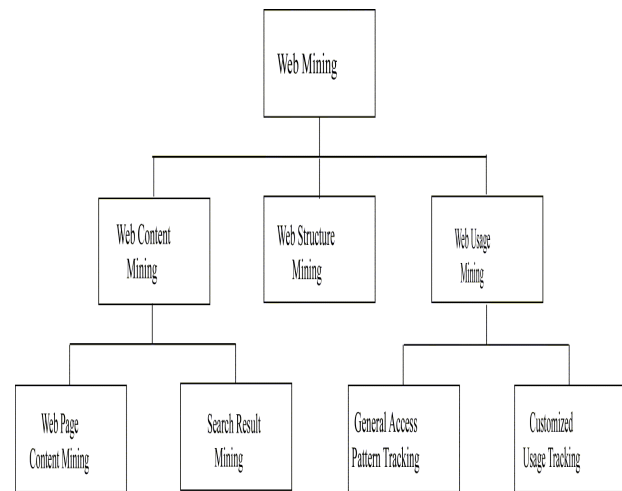 Web Mining
Web Content
Mining
Web Structure
Mining
Web Usage
Mining
Web Page
Content Mining
Search Result
Mining
General Access
Pattern Tracking
Customized
Usage Tracking